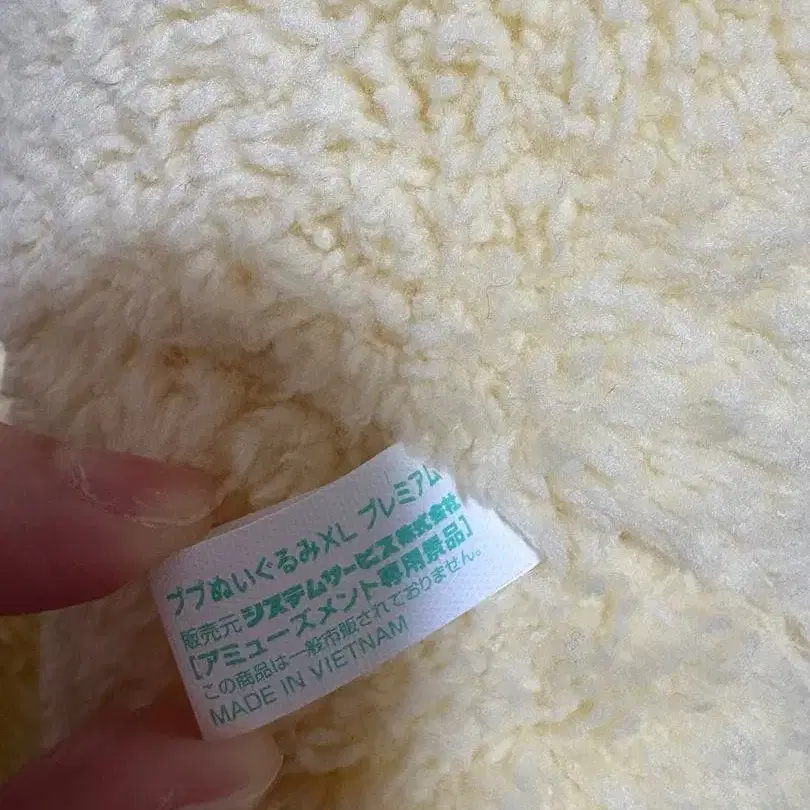 ププぬいぐるみXL プレミアム
販売元 システムサービス株式会社
[アミューズメント専用景品]
この商品は一般市販されておりません。
MADE IN VIETNAM